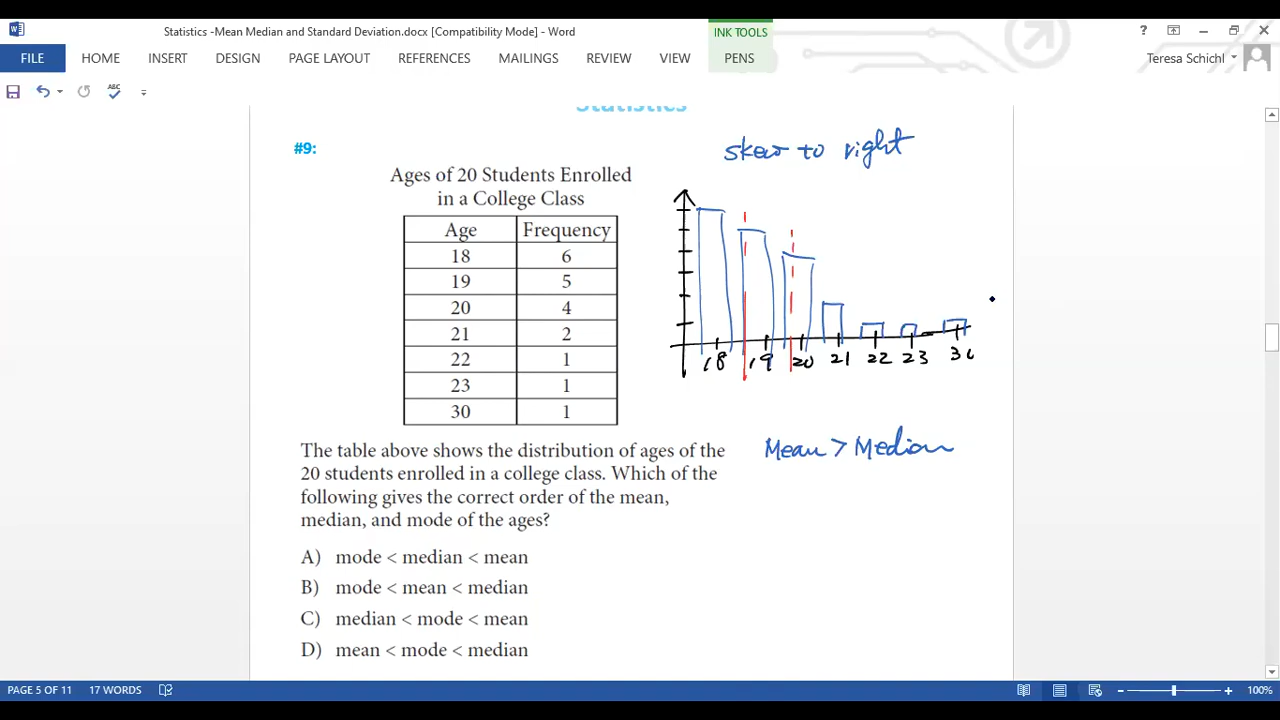 Statistics -Mean Median and Standard Deviation.docx [Compatibility Mode] - Word
INK TOOLS
?
FILE
HOME
INSERT
DESIGN
PAGE LAYOUT
REFERENCES
MAILINGS
REVIEW
VIEW
PENS
Teresa Schichl
ABC
Statistics
#9:
skew to right
Ages of 20 Students Enrolled
in a College Class
Age Frequency
18 6
19 5
20 4
21 2
22 1
23 1
30 1
18 19 20 21 22 23 30
The table above shows the distribution of ages of the
20 students enrolled in a college class. Which of the
following gives the correct order of the mean,
median, and mode of the ages?
Mean > Median
A) mode < median < mean
B) mode < mean < median
C) median < mode < mean
D) mean < mode < median
PAGE 5 OF 11
17 WORDS
100%